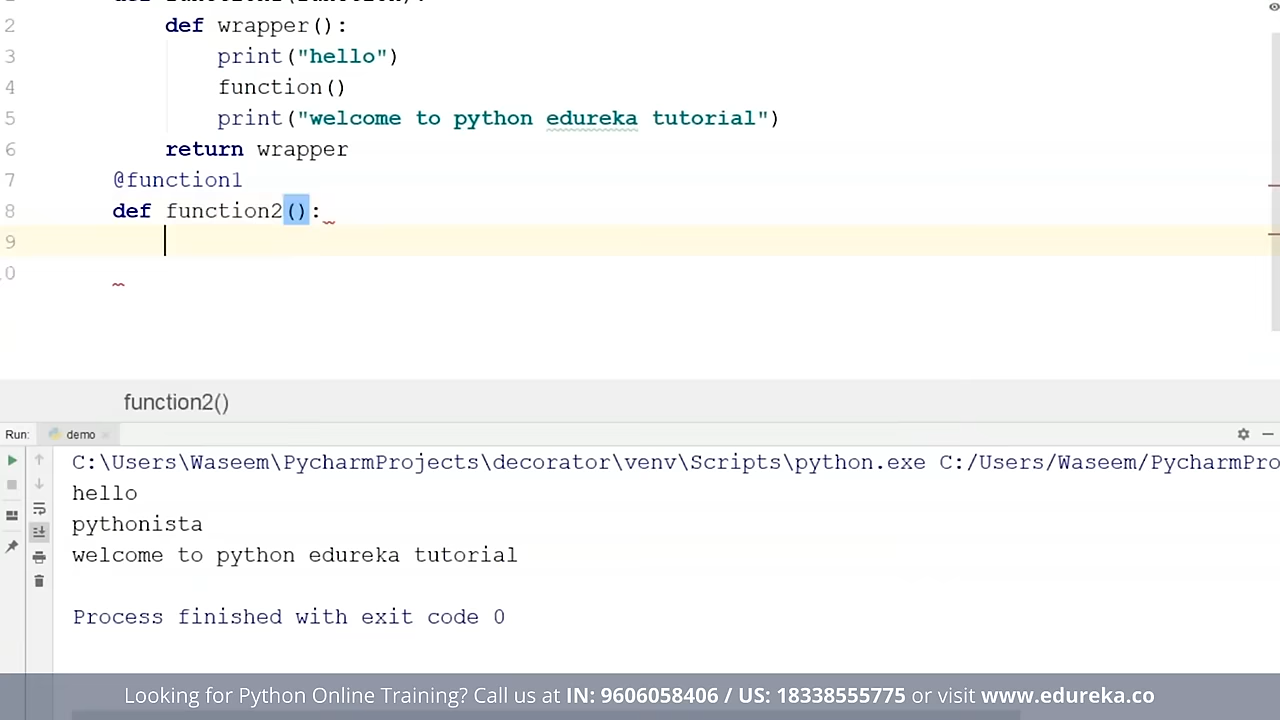 2 def wrapper():
3 print("hello")
4 function()
5 print("welcome to python edureka tutorial")
6 return wrapper
7 @function1
8 def function2():
9
0
function2()
Run: demo
C:\Users\Waseem\PycharmProjects\decorator\venv\Scripts\python.exe C:/Users/Waseem/PycharmPro
hello
pythonista
welcome to python edureka tutorial
Process finished with exit code 0
Looking for Python Online Training? Call us at IN: 9606058406 / US: 18338555775 or visit www.edureka.co